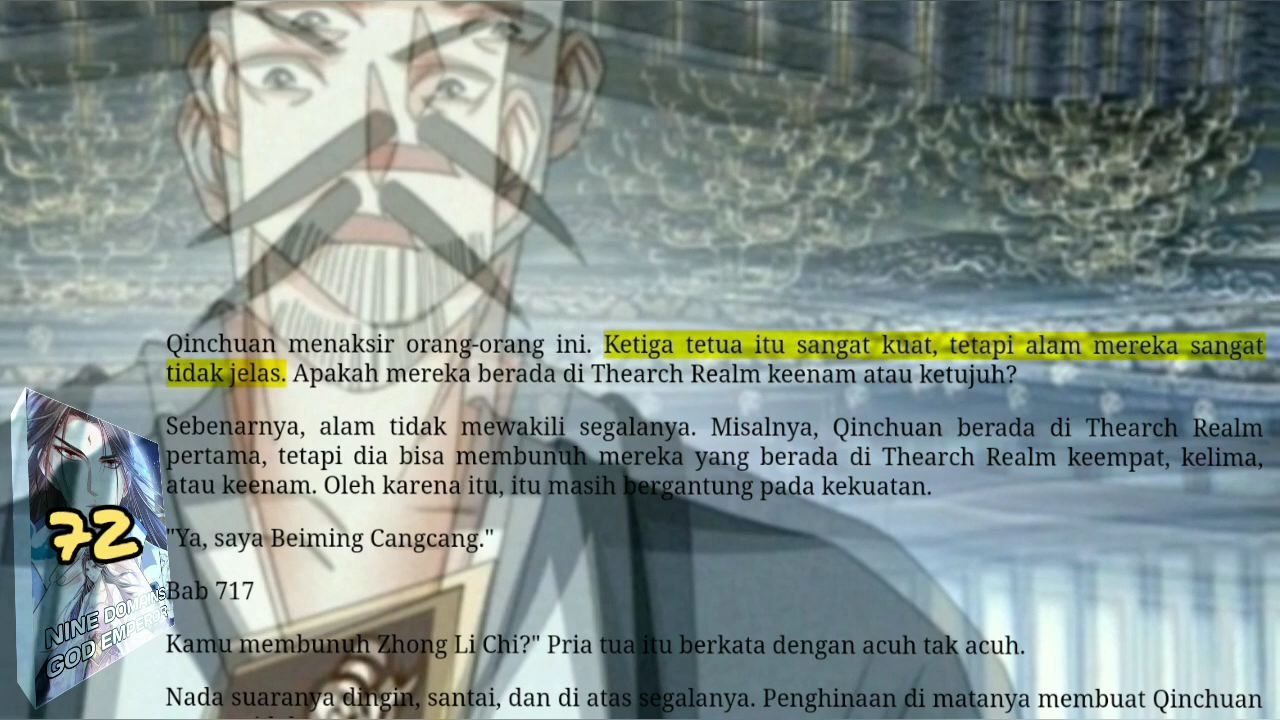 Qinchuan menaksir orang-orang ini. Ketiga tetua itu sangat kuat, tetapi alam mereka sangat
tidak jelas. Apakah mereka berada di Thearch Realm keenam atau ketujuh?
Sebenarnya, alam tidak mewakili segalanya. Misalnya, Qinchuan berada di Thearch Realm
pertama, tetapi dia bisa membunuh mereka yang berada di Thearch Realm keempat, kelima,
atau keenam. Oleh karena itu, itu masih bergantung pada kekuatan.
"Ya, saya Beiming Cangcang."
Bab 717
Kamu membunuh Zhong Li Chi?" Pria tua itu berkata dengan acuh tak acuh.
Nada suaranya dingin, santai, dan di atas segalanya. Penghinaan di matanya membuat Qinchuan
72
NINE DOMAINS
GOD EMPEROR